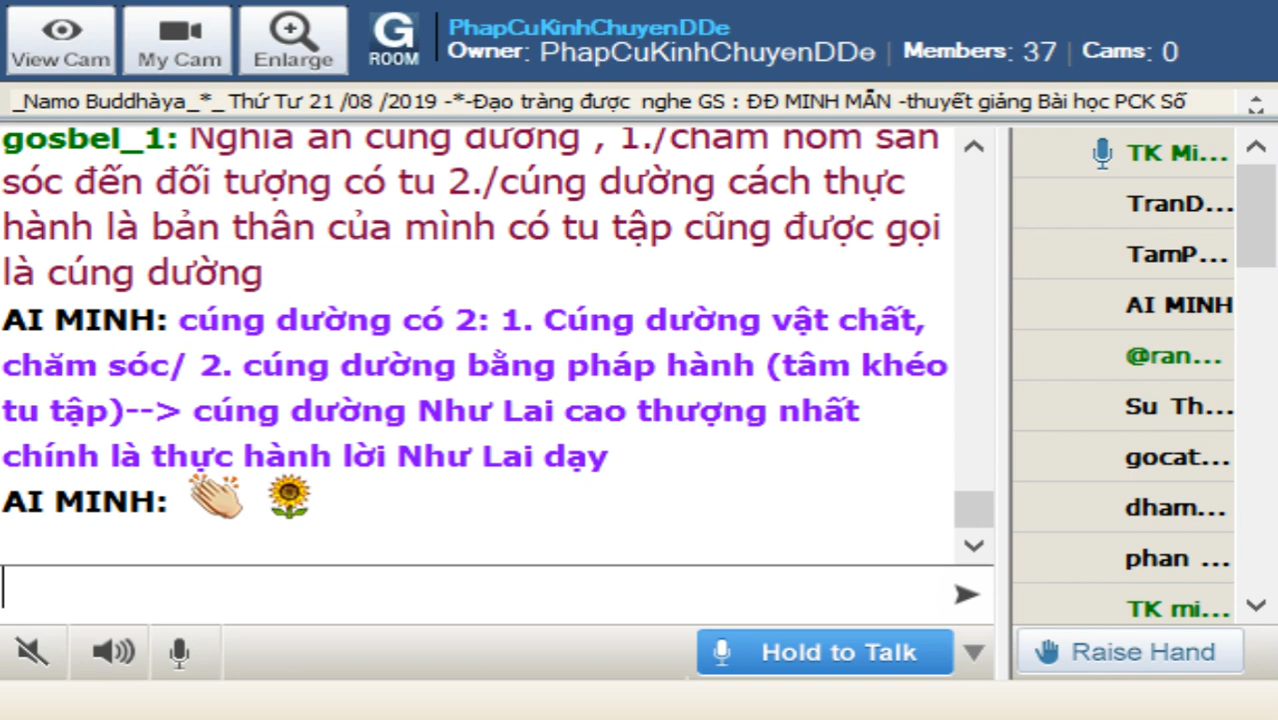 View Cam
My Cam
Enlarge
G
ROOM
PhapCuKinhChuyenDDe
Owner: PhapCuKinhChuyenDDe | Members: 37 | Cams: 0
_Namo Buddhàya_*_ Thứ Tư 21 /08 /2019 -*-Đạo tràng được nghe GS : ĐĐ MINH MẪN -thuyết giảng Bài học PCK Số
gosbel_1: Nghĩa ân cúng dường , 1./chăm nom săn
sóc đến đối tượng có tu 2./cúng dường cách thực
hành là bản thân của mình có tu tập cũng được gọi
là cúng dường
AI MINH: cúng dường có 2: 1. Cúng dường vật chất,
chăm sóc/ 2. cúng dường bằng pháp hành (tâm khéo
tu tập)--> cúng dường Như Lai cao thượng nhất
chính là thực hành lời Như Lai dạy
AI MINH:
TK Mi...
TranD...
TamP...
AI MINH
@ran...
Su Th...
gocat...
dham...
phan ...
TK mi...
Hold to Talk
Raise Hand